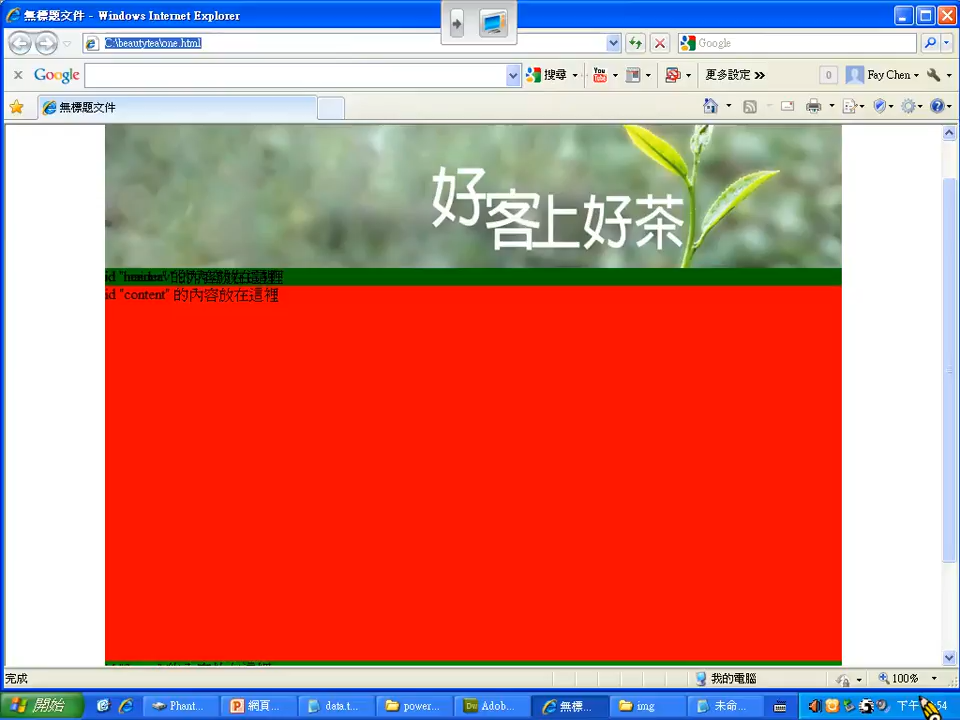 無標題文件 - Windows Internet Explorer
C:\beautytea\one.html
Google
Google
搜尋
更多設定 »
0
Fay Chen
無標題文件
好客上好茶
的內容放在這裡
id "content" 的內容放在這裡
完成
我的電腦
100%
開始
Phant...
網頁...
data.t...
power...
Adob...
無標...
img
未命...
下午
54